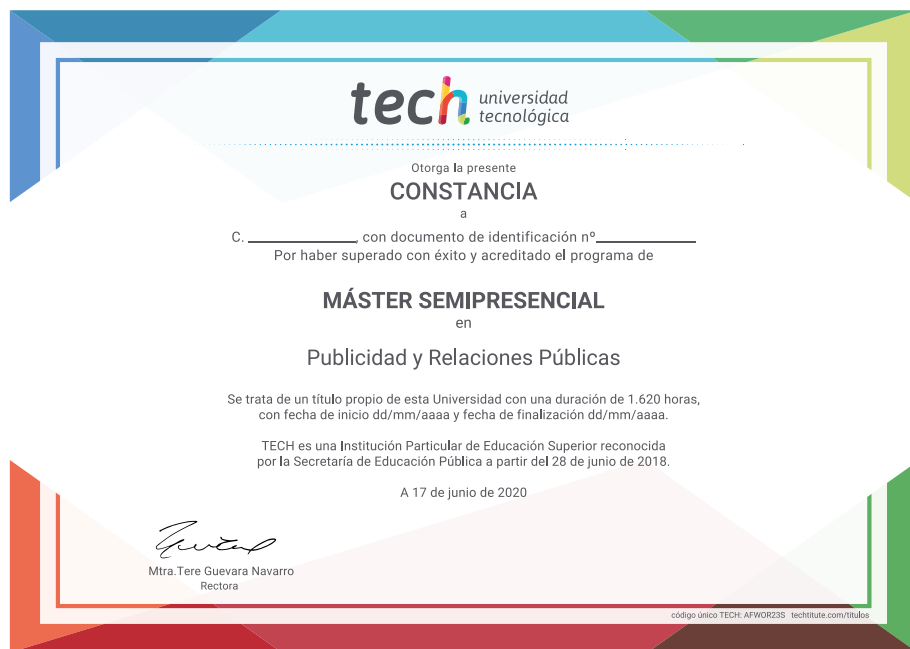 tech universidad
tecnológica
Otorga la presente
CONSTANCIA
a
C. ____________, con documento de identificación nº___________
Por haber superado con éxito y acreditado el programa de
MÁSTER SEMIPRESENCIAL
en
Publicidad y Relaciones Públicas
Se trata de un título propio de esta Universidad con una duración de 1.620 horas,
con fecha de inicio dd/mm/aaaa y fecha de finalización dd/mm/aaaa.
TECH es una Institución Particular de Educación Superior reconocida
por la Secretaría de Educación Pública a partir del 28 de junio de 2018.
A 17 de junio de 2020
Mtra.Tere Guevara Navarro
Rectora
código único TECH: AFWOR23S techtitute.com/titulos